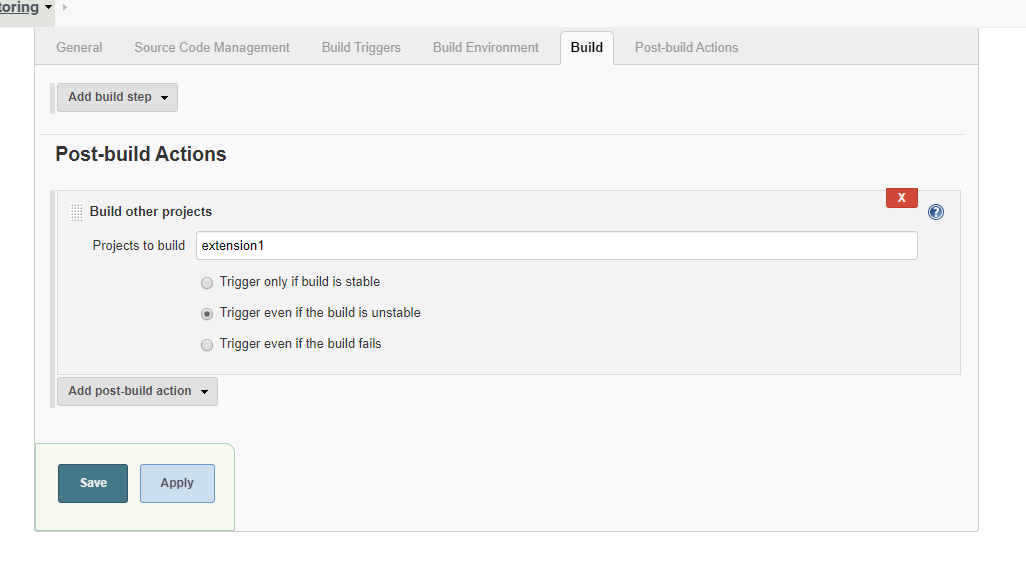 toring
General Source Code Management Build Triggers Build Environment Build Post-build Actions
Add build step
Post-build Actions
X
Build other projects
?
Projects to build extension1
Trigger only if build is stable
Trigger even if the build is unstable
Trigger even if the build fails
Add post-build action
Save Apply